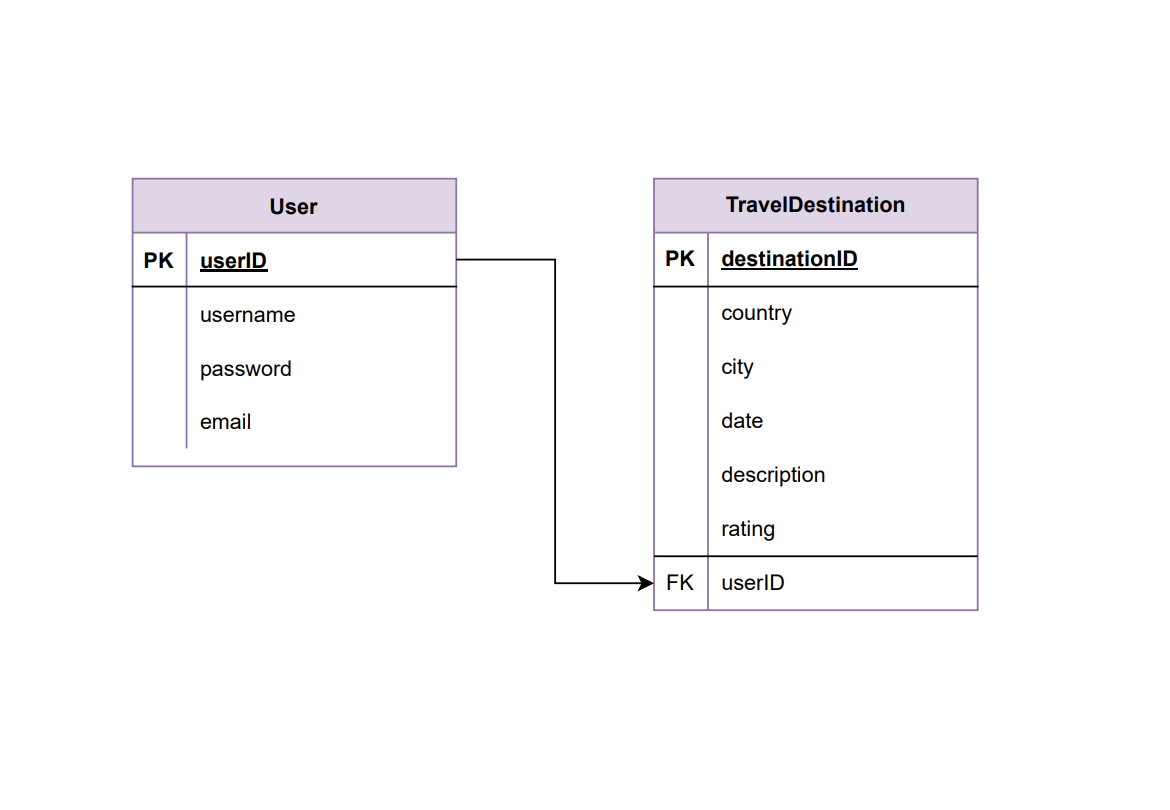 User
PK userID
username
password
email
TravelDestination
PK destinationID
country
city
date
description
rating
FK userID